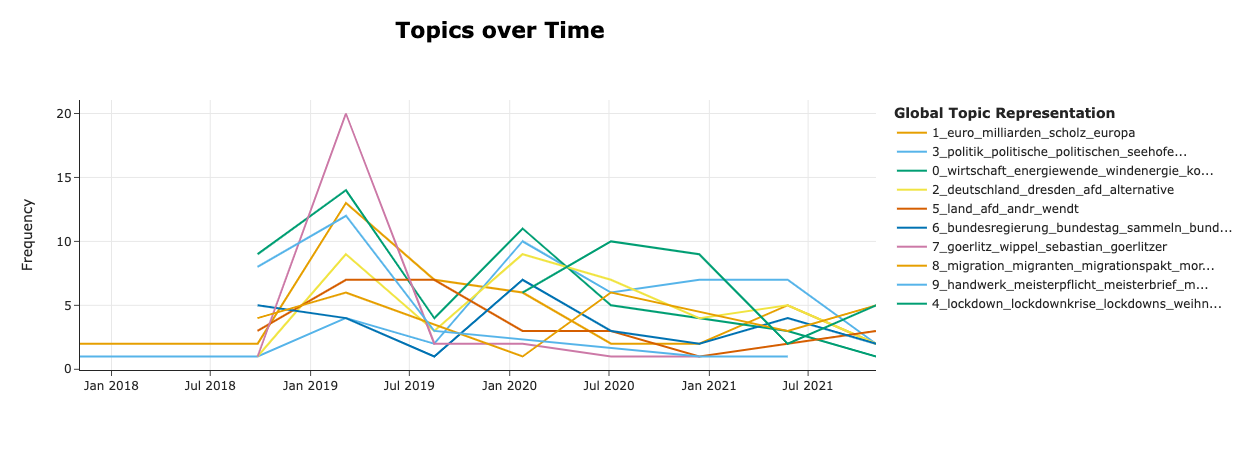 Topics over Time
Global Topic Representation
1_euro_milliarden_scholz_europa
3_politik_politische_politischen_seehofe...
0_wirtschaft_energiewende_windenergie_ko...
2_deutschland_dresden_afd_alternative
5_land_afd_andr_wendt
6_bundesregierung_bundestag_sammeln_bund...
7_goerlitz_wippel_sebastian_goerlitzer
8_migration_migranten_migrationspakt_mor...
9_handwerk_meisterpflicht_meisterbrief_m...
4_lockdown_lockdownkrise_lockdowns_weihn...
Frequency
20
15
10
5
0
Jan 2018 Jul 2018 Jan 2019 Jul 2019 Jan 2020 Jul 2020 Jan 2021 Jul 2021